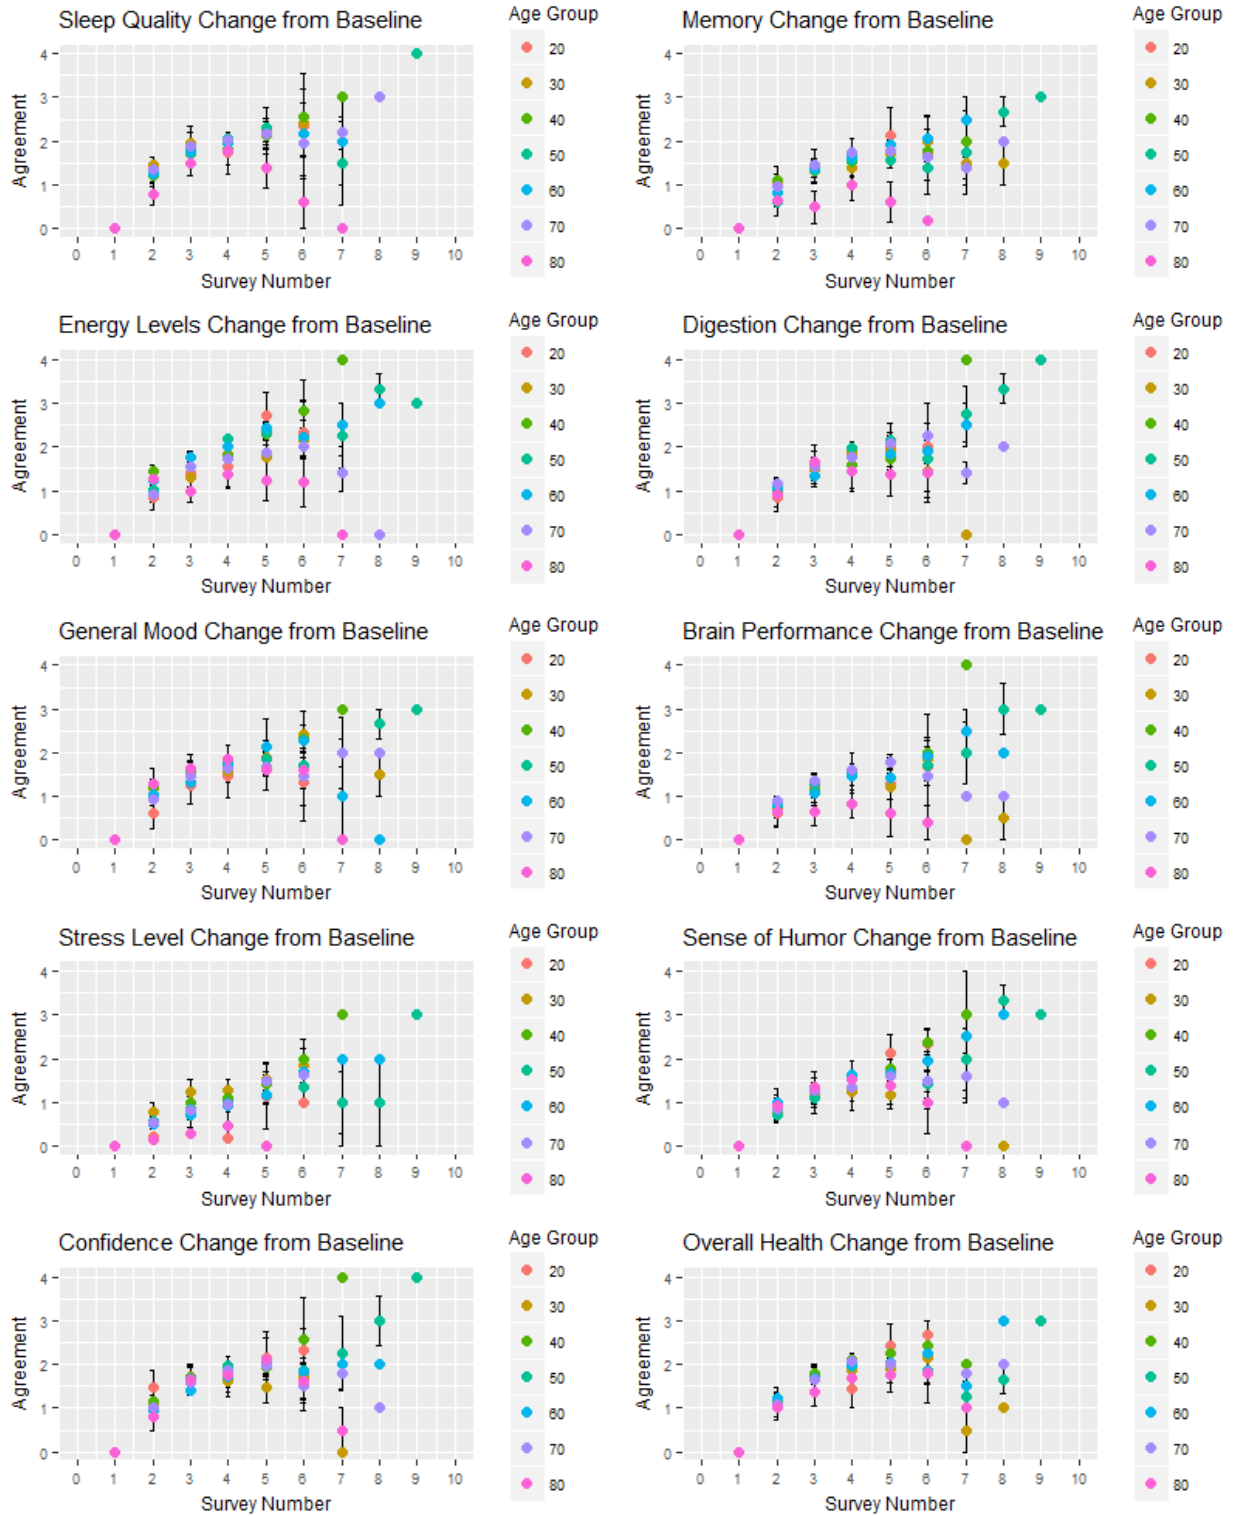 Sleep Quality Change from Baseline
Agreement
4
3
2
1
0
0 1 2 3 4 5 6 7 8 9 10
Survey Number
Age Group
20
30
40
50
60
70
80
Memory Change from Baseline
Agreement
4
3
2
1
0
0 1 2 3 4 5 6 7 8 9 10
Survey Number
Age Group
20
30
40
50
60
70
80
Energy Levels Change from Baseline
Agreement
4
3
2
1
0
0 1 2 3 4 5 6 7 8 9 10
Survey Number
Age Group
20
30
40
50
60
70
80
Digestion Change from Baseline
Agreement
4
3
2
1
0
0 1 2 3 4 5 6 7 8 9 10
Survey Number
Age Group
20
30
40
50
60
70
80
General Mood Change from Baseline
Agreement
4
3
2
1
0
0 1 2 3 4 5 6 7 8 9 10
Survey Number
Age Group
20
30
40
50
60
70
80
Brain Performance Change from Baseline
Agreement
4
3
2
1
0
0 1 2 3 4 5 6 7 8 9 10
Survey Number
Age Group
20
30
40
50
60
70
80
Stress Level Change from Baseline
Agreement
4
3
2
1
0
0 1 2 3 4 5 6 7 8 9 10
Survey Number
Age Group
20
30
40
50
60
70
80
Sense of Humor Change from Baseline
Agreement
4
3
2
1
0
0 1 2 3 4 5 6 7 8 9 10
Survey Number
Age Group
20
30
40
50
60
70
80
Confidence Change from Baseline
Agreement
4
3
2
1
0
0 1 2 3 4 5 6 7 8 9 10
Survey Number
Age Group
20
30
40
50
60
70
80
Overall Health Change from Baseline
Agreement
4
3
2
1
0
0 1 2 3 4 5 6 7 8 9 10
Survey Number
Age Group
20
30
40
50
60
70
80